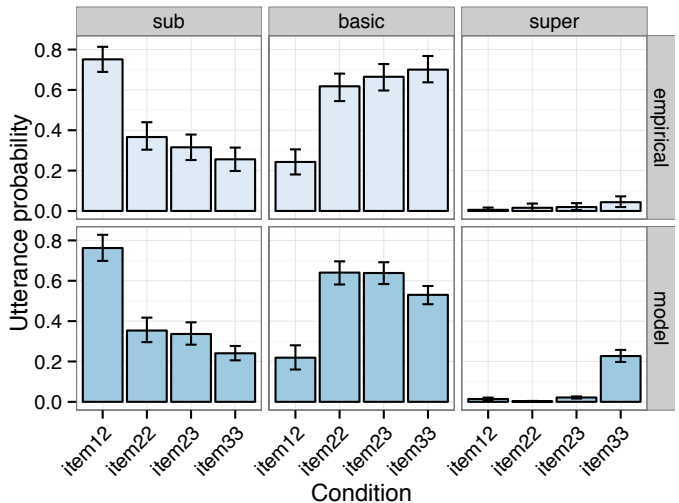 sub basic super
Utterance probability
0.8
0.6
0.4
0.2
0.0
empirical
0.8
0.6
0.4
0.2
0.0
model
item12 item22 item23 item33 item12 item22 item23 item33 item12 item22 item23 item33
Condition